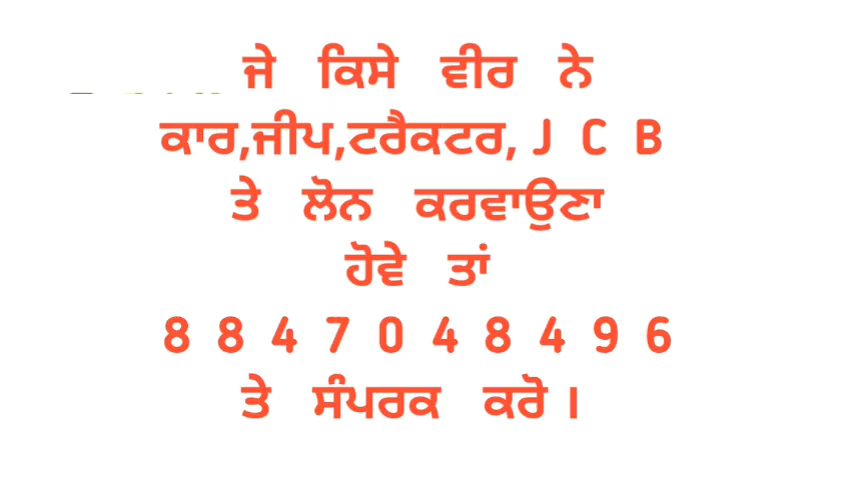 ਜੇ ਕਿਸੇ ਵੀਰ ਨੇ
ਕਾਰ,ਜੀਪ,ਟਰੈਕਟਰ, J C B
ਤੇ ਲੋਨ ਕਰਵਾਉਣਾ
ਹੋਵੇ ਤਾਂ
8 8 4 7 0 4 8 4 9 6
ਤੇ ਸੰਪਰਕ ਕਰੋ।